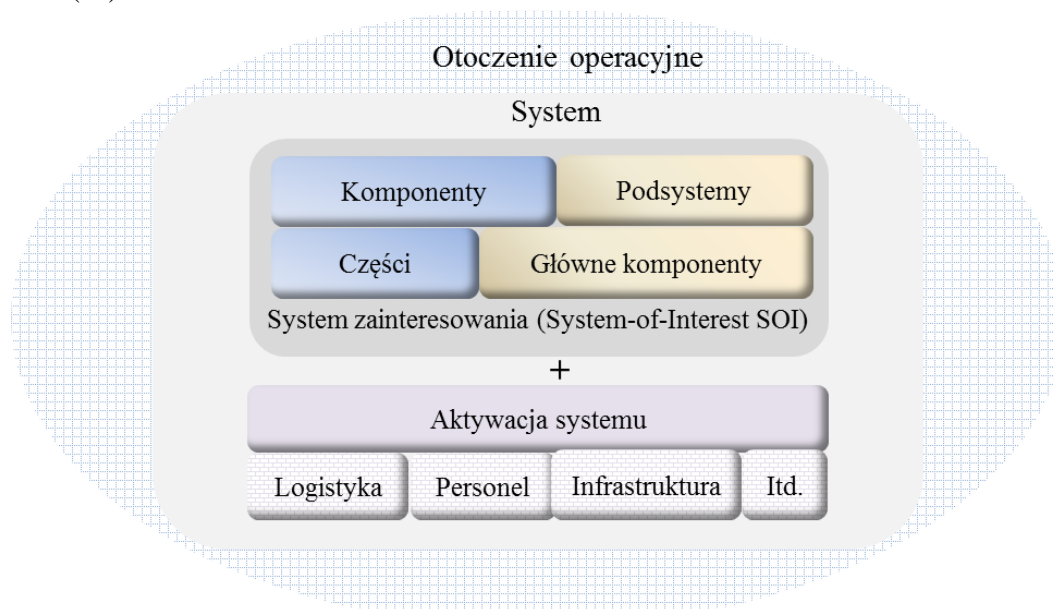 Otoczenie operacyjne
System
Komponenty
Podsystemy
Części
Główne komponenty
System zainteresowania (System-of-Interest SOI)
+
Aktywacja systemu
Logistyka
Personel
Infrastruktura
Itd.